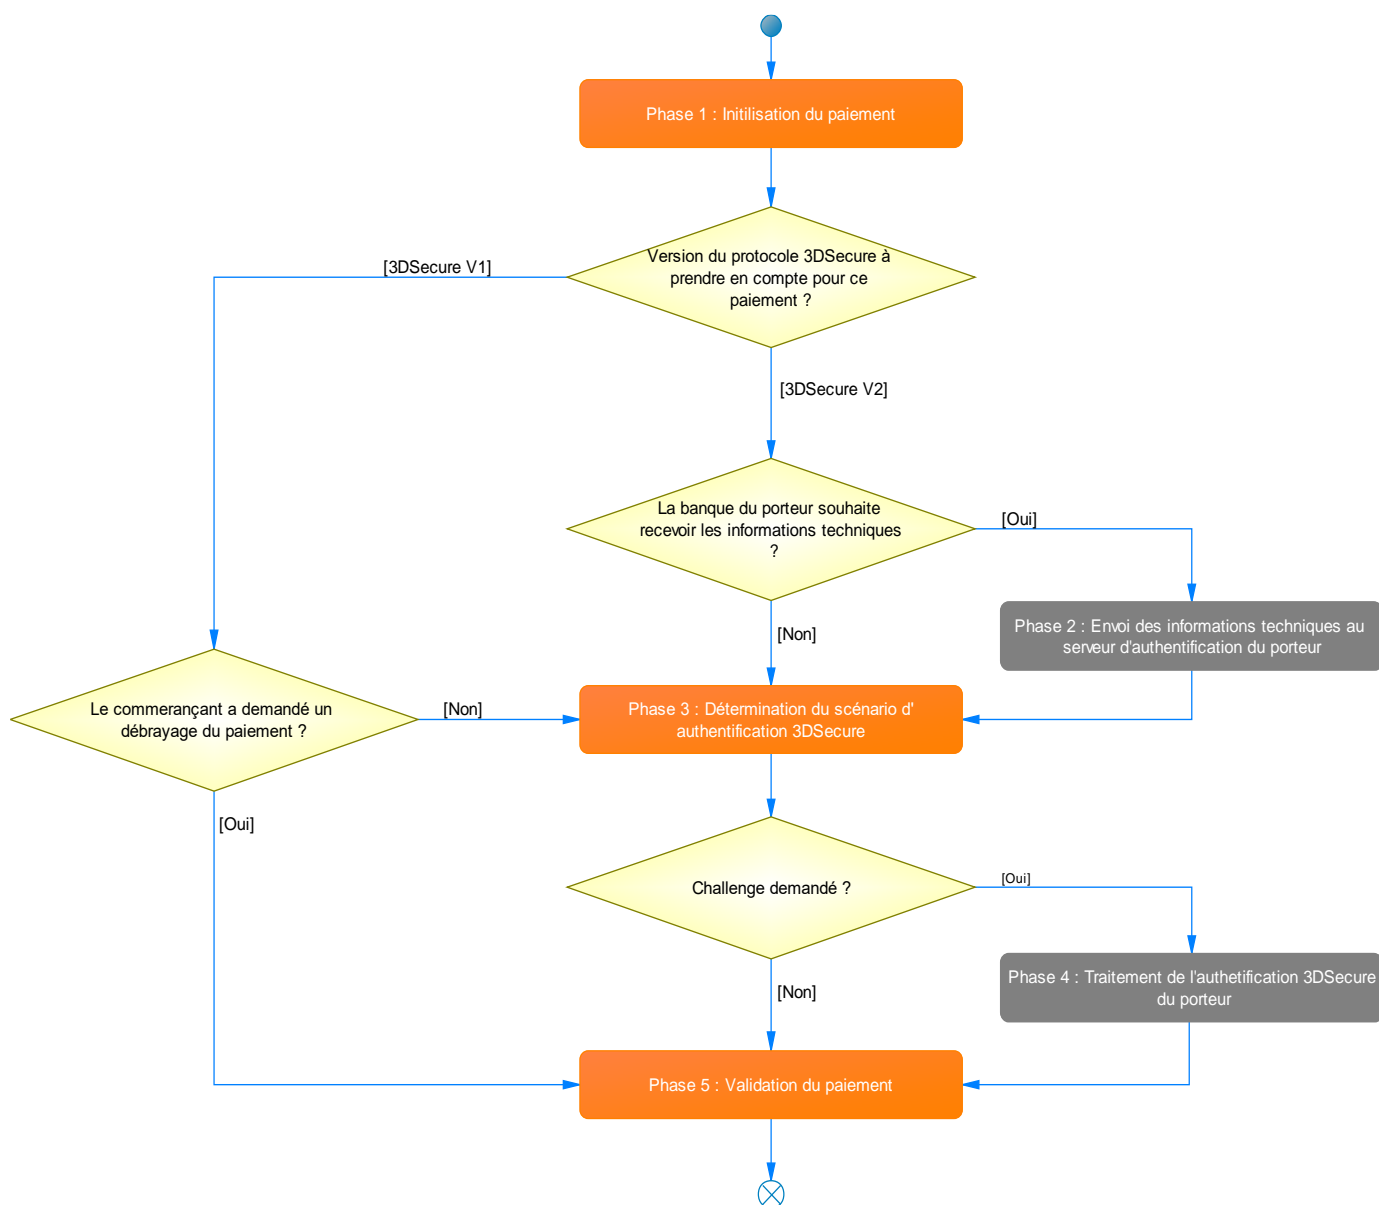 Phase 1 : Initilisation du paiement
Version du protocole 3DSecure à
prendre en compte pour ce
paiement ?
[3DSecure V1]
[3DSecure V2]
La banque du porteur souhaite
recevoir les informations techniques
?
[Oui]
[Non]
Phase 2 : Envoi des informations techniques au
serveur d'authentification du porteur
Le commerançant a demandé un
débrayage du paiement ?
[Non]
[Oui]
Phase 3 : Détermination du scénario d'
authentification 3DSecure
Challenge demandé ?
[Oui]
[Non]
Phase 4 : Traitement de l'authetification 3DSecure
du porteur
Phase 5 : Validation du paiement